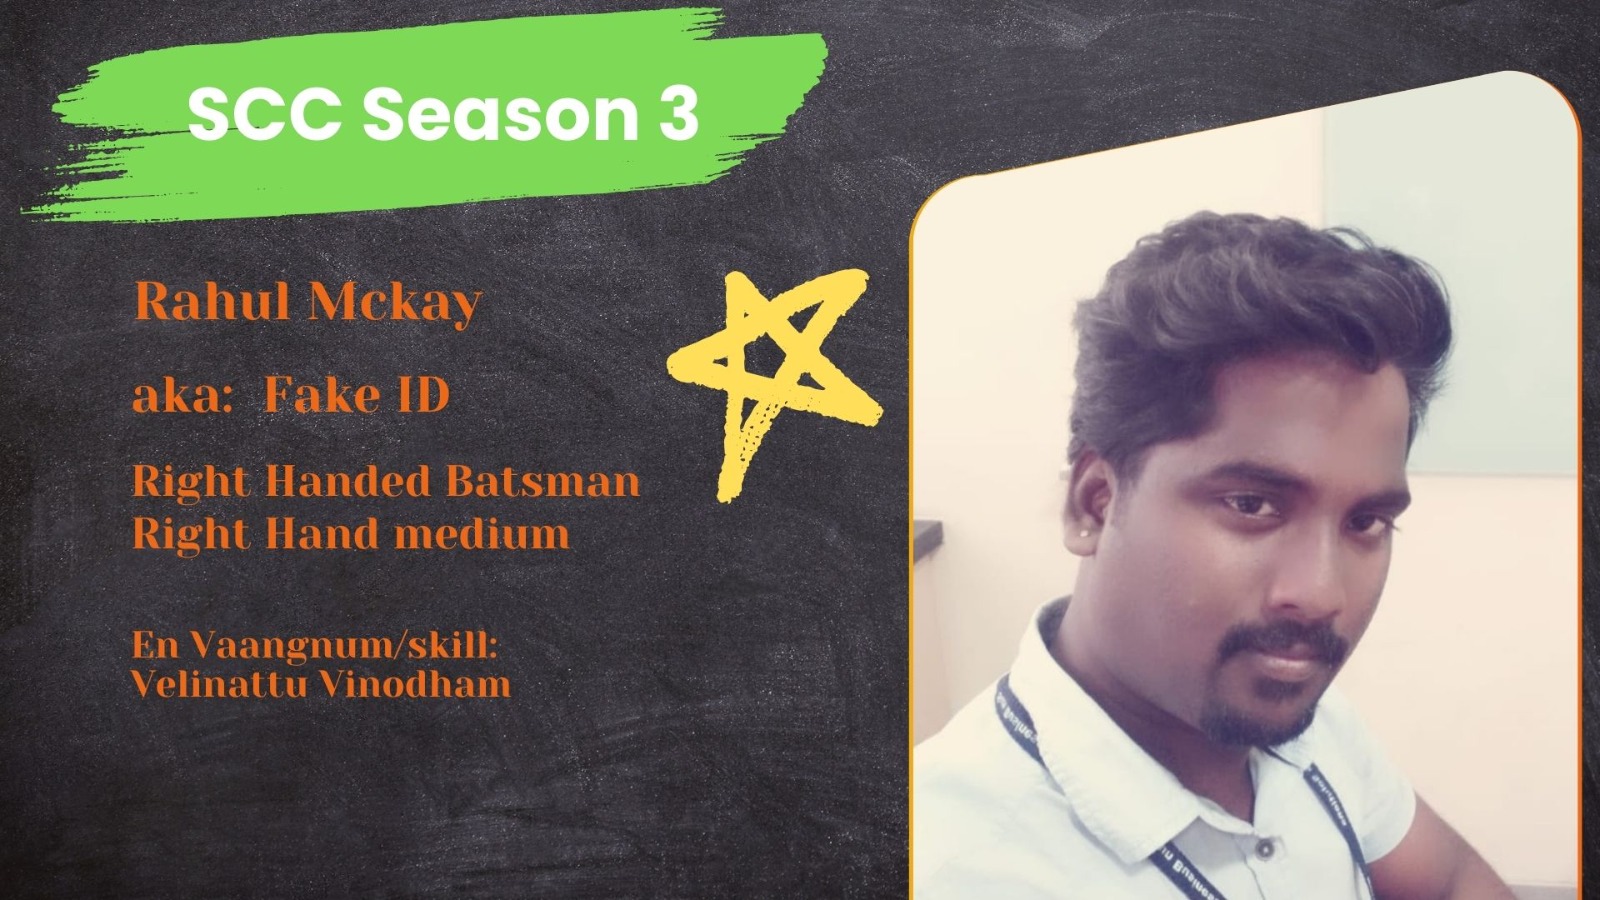 SCC Season 3
Rahul Mckay
aka: Fake ID
Right Handed Batsman
Right Hand medium
En Vaangnum/skill:
Velinattu Vinodham